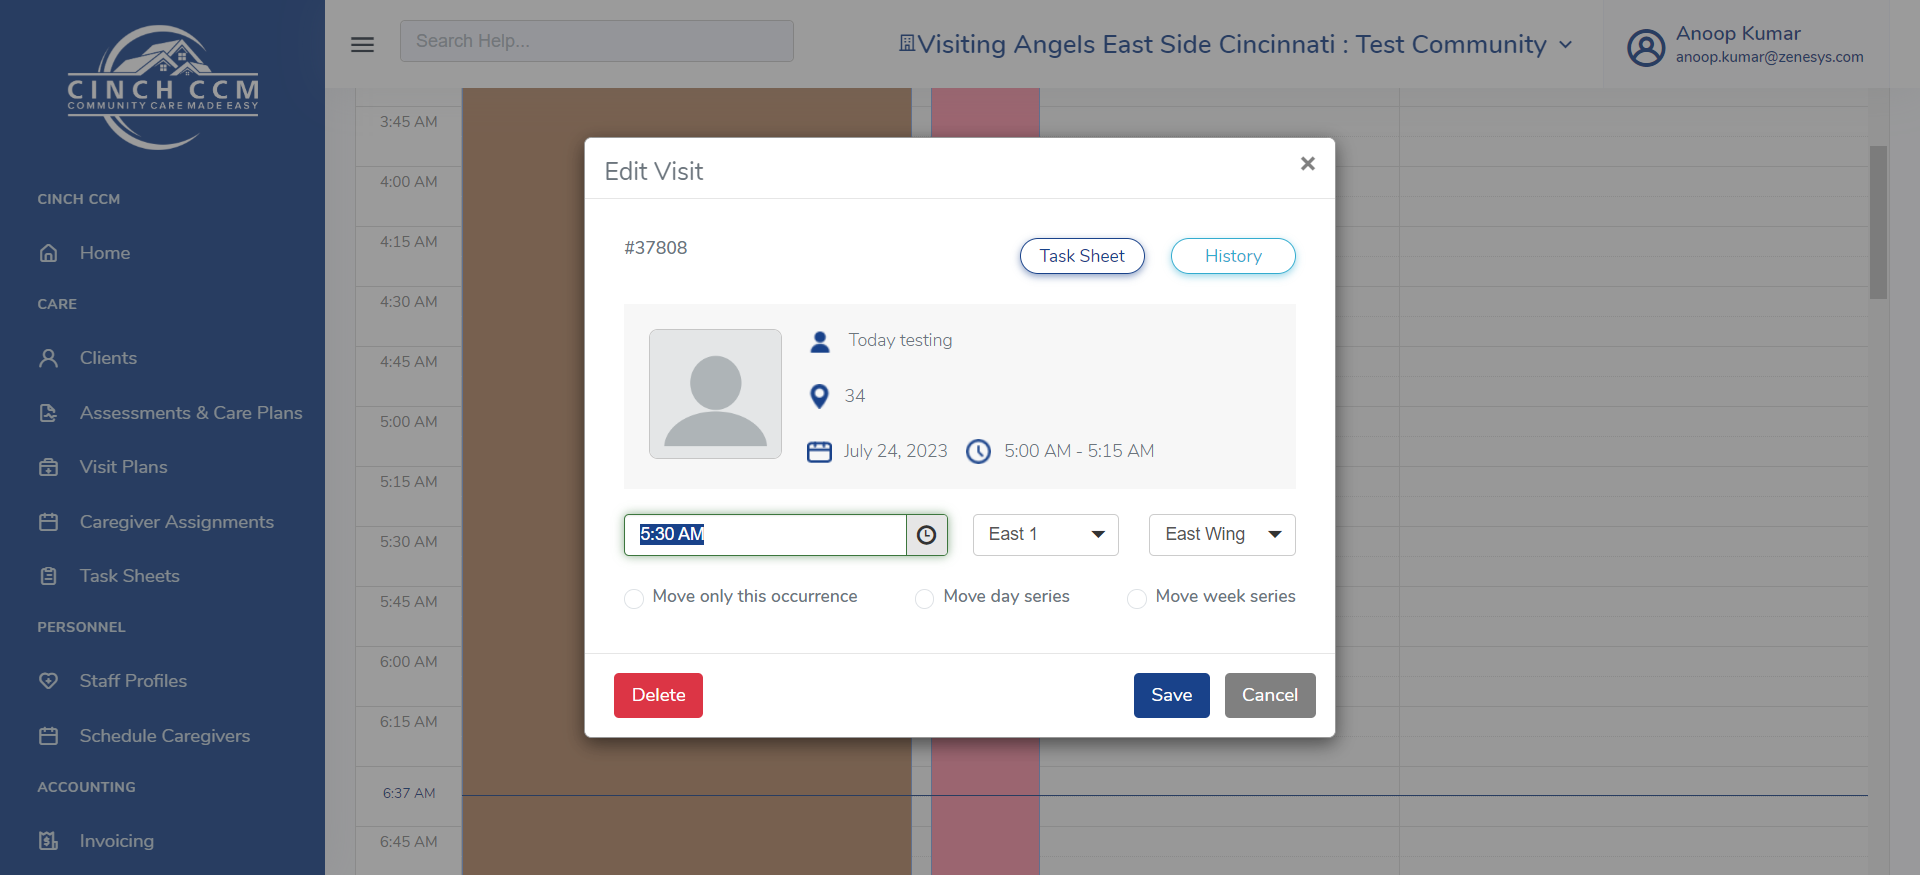 CINCH CCM
COMMUNITY CARE MADE EASY
CINCH CCM
Home
CARE
Clients
Assessments & Care Plans
Visit Plans
Caregiver Assignments
Task Sheets
PERSONNEL
Staff Profiles
Schedule Caregivers
ACCOUNTING
Invoicing
Search Help...
Visiting Angels East Side Cincinnati : Test Community
Anoop Kumar
anoop.kumar@zenesys.com
3:45 AM
4:00 AM
4:15 AM
4:30 AM
4:45 AM
5:00 AM
5:15 AM
5:30 AM
5:45 AM
6:00 AM
6:15 AM
6:37 AM
6:45 AM
Edit Visit
×
#37808
Task Sheet
History
Today testing
34
July 24, 2023
5:00 AM - 5:15 AM
5:30 AM
East 1
East Wing
Move only this occurrence
Move day series
Move week series
Delete
Save
Cancel